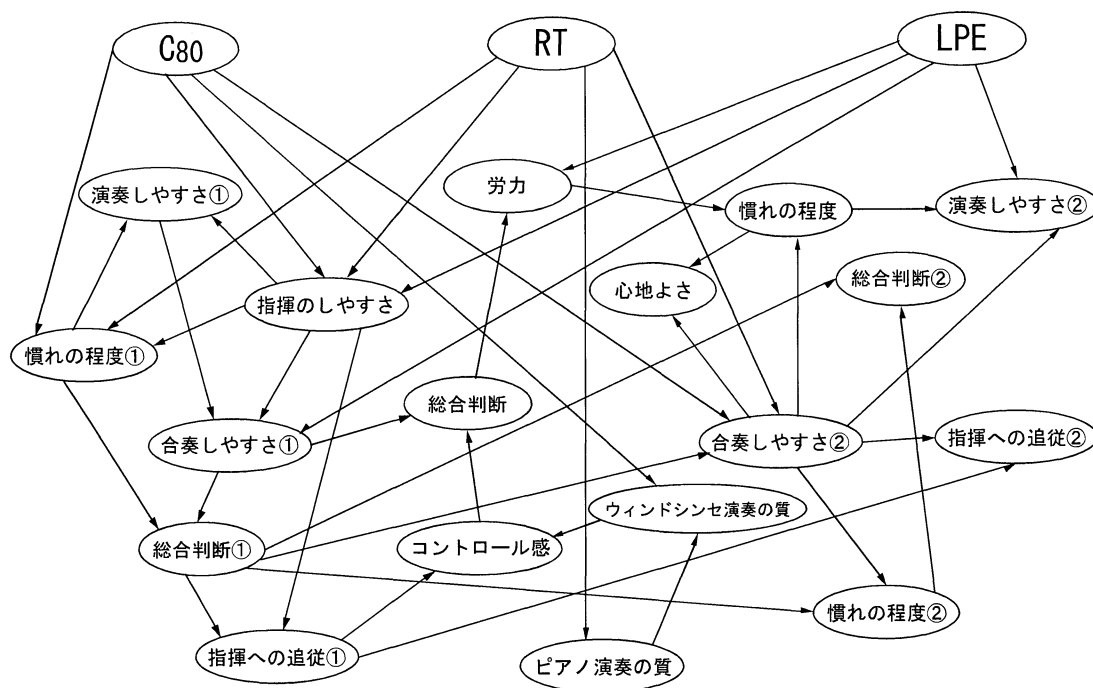 C80
RT
LPE
演奏しやすさ①
労力
慣れの程度
演奏しやすさ②
指揮のしやすさ
心地よさ
総合判断②
慣れの程度①
総合判断
合奏しやすさ①
合奏しやすさ②
指揮への追従②
ウィンドシンセ演奏の質
総合判断①
コントロール感
慣れの程度②
指揮への追従①
ピアノ演奏の質